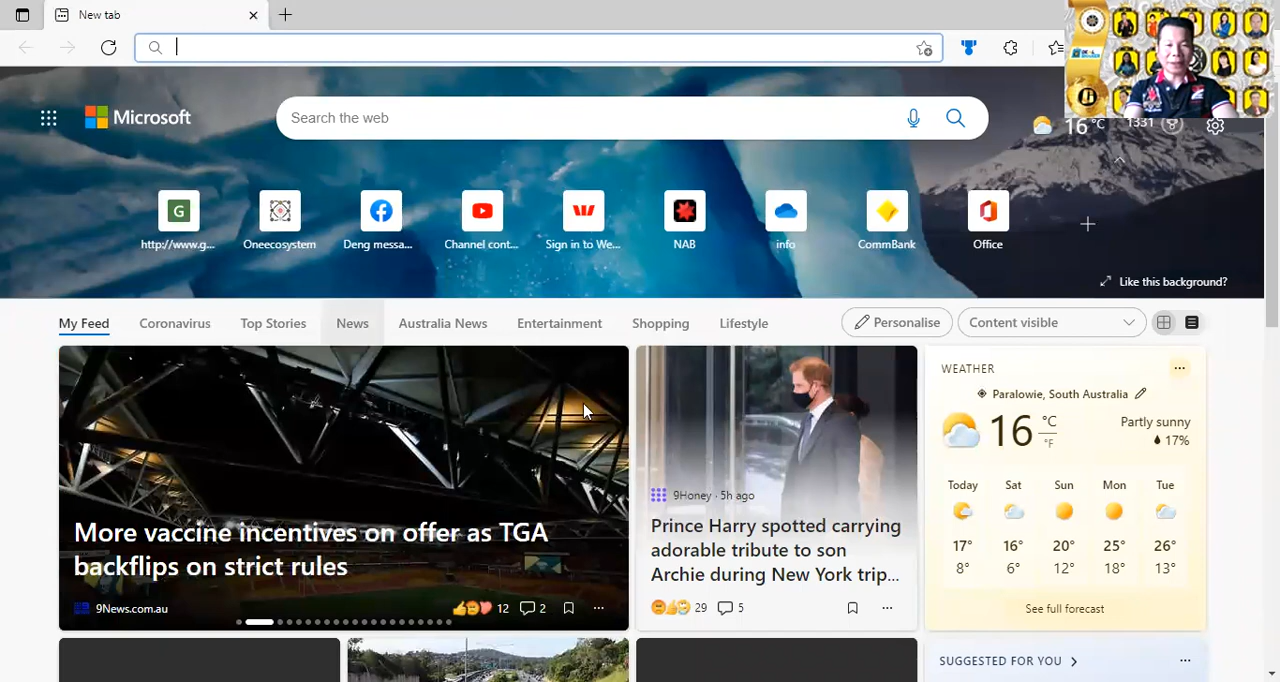 New tab
Microsoft
Search the web
16 °C
1331
G
http://www.g...
Oneecosystem
Deng messa...
Channel cont...
Sign in to We...
NAB
info
CommBank
Office
Like this background?
My Feed
Coronavirus
Top Stories
News
Australia News
Entertainment
Shopping
Lifestyle
Personalise
Content visible
More vaccine incentives on offer as TGA
backflips on strict rules
9News.com.au
12
2
9Honey · 5h ago
Prince Harry spotted carrying
adorable tribute to son
Archie during New York trip...
29
5
WEATHER
Paralowie, South Australia
16 °C
°F
Partly sunny
17%
Today Sat Sun Mon Tue
17° 16° 20° 25° 26°
8° 6° 12° 18° 13°
See full forecast
SUGGESTED FOR YOU